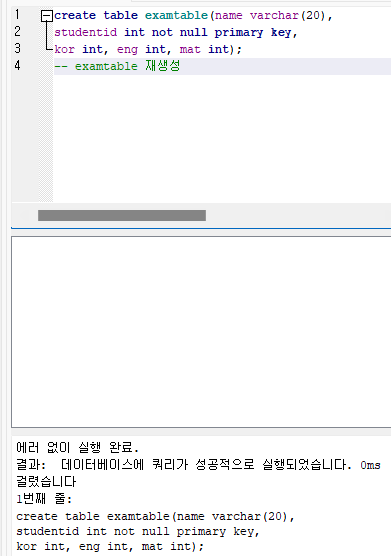 1 create table examtable(name varchar(20),
2 studentid int not null primary key,
3 kor int, eng int, mat int);
4 -- examtable 재생성
에러 없이 실행 완료.
결과: 데이터베이스에 쿼리가 성공적으로 실행되었습니다. 0ms
걸렸습니다
1번째 줄:
create table examtable(name varchar(20),
studentid int not null primary key,
kor int, eng int, mat int);